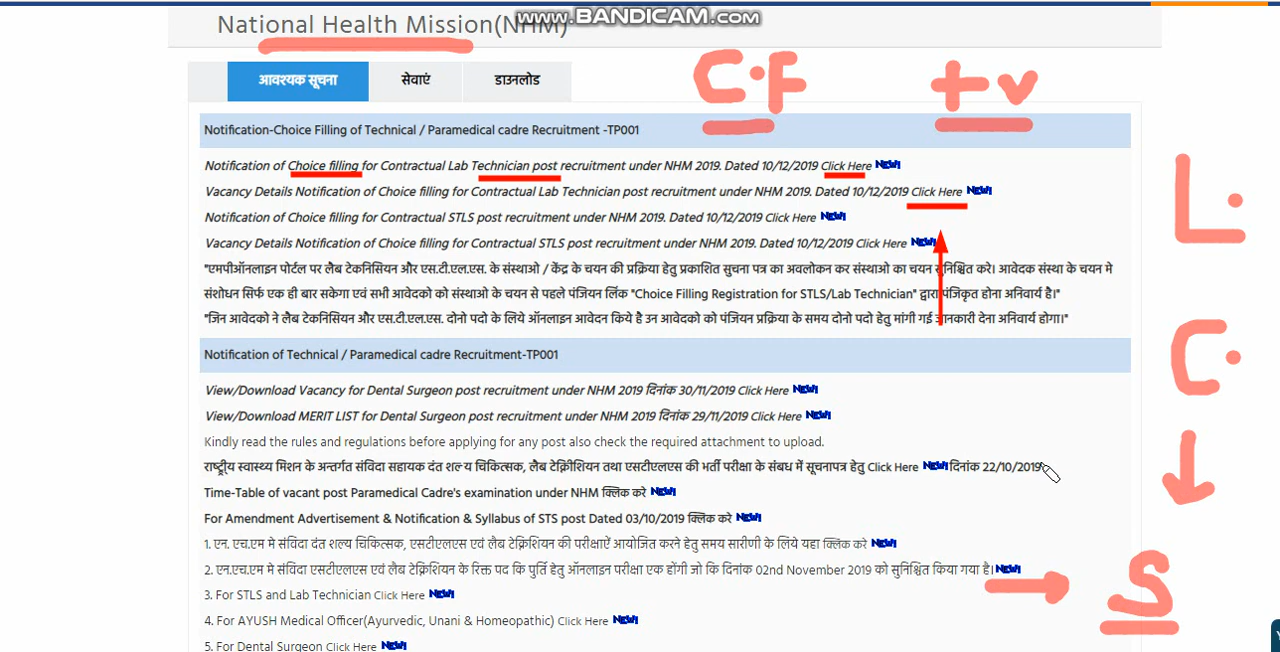 www.BANDICAM.com
National Health Mission(NHM)
आवश्यक सूचना सेवाएं डाउनलोड
C.F
+v
Notification-Choice Filling of Technical / Paramedical cadre Recruitment -TP001
Notification of Choice filling for Contractual Lab Technician post recruitment under NHM 2019. Dated 10/12/2019 Click Here NEW!
Vacancy Details Notification of Choice filling for Contractual Lab Technician post recruitment under NHM 2019. Dated 10/12/2019 Click Here NEW!
L.
Notification of Choice filling for Contractual STLS post recruitment under NHM 2019. Dated 10/12/2019 Click Here NEW!
Vacancy Details Notification of Choice filling for Contractual STLS post recruitment under NHM 2019. Dated 10/12/2019 Click Here NEW!
"एमपीऑनलाइन पोर्टल पर लैब टेकनिसियन और एस.टी.एल.एस. के संस्थाओ / केंद्र के चयन की प्रक्रिया हेतु प्रकाशित सुचना पत्र का अवलोकन कर संस्थाओ का चयन सुनिश्चित करे। आवेदक संस्था के चयन मे
संशोधन सिर्फ एक ही बार सकेगा एवं सभी आवेदको को संस्थाओ के चयन से पहले पंजियन लिंक "Choice Filling Registration for STLS/Lab Technician" द्वारा पंजिकृत होना अनिवार्य है।"
"जिन आवेदको ने लैब टेकनिसियन और एस.टी.एल.एस. दोनो पदो के लिये ऑनलाइन आवेदन किये है उन आवेदको को पंजियन प्रक्रिया के समय दोनो पदो हेतु मांगी गई जानकारी देना अनिवार्य होगा।"
C.
Notification of Technical / Paramedical cadre Recruitment-TP001
View/Download Vacancy for Dental Surgeon post recruitment under NHM 2019 दिनांक 30/11/2019 Click Here NEW!
View/Download MERIT LIST for Dental Surgeon post recruitment under NHM 2019 दिनांक 29/11/2019 Click Here NEW!
Kindly read the rules and regulations before applying for any post also check the required attachment to upload.
राष्ट्रीय स्वास्थ्य मिशन के अन्तर्गत संविदा सहायक दंत शल्य चिकित्सक, लैब टेक्निीशियन तथा एसटीएलएस की भर्ती परीक्षा के संबध में सूचनापत्र हेतु Click Here NEW! दिनांक 22/10/2019
Time-Table of vacant post Paramedical Cadre's examination under NHM क्लिक करे NEW!
For Amendment Advertisement & Notification & Syllabus of STS post Dated 03/10/2019 क्लिक करे NEW!
1. एन. एच.एम मे संविदा दंत शल्य चिकित्सक, एसटीएलएस एवं लैब टेक्निशियन की परीक्षाऐं आयोजित करने हेतु समय सारीणी के लिये यहा क्लिक करे NEW!
2. एन.एच.एम मे संविदा एसटीएलएस एवं लैब टेक्निशियन के रिक्त पद कि पुर्ति हेतु ऑनलाइन परीक्षा एक होंगी जो कि दिनांक 02nd November 2019 को सुनिश्चित किया गया है। NEW!
S
3. For STLS and Lab Technician Click Here NEW!
4. For AYUSH Medical Officer(Ayurvedic, Unani & Homeopathic) Click Here NEW!
5. For Dental Surgeon Click Here NEW!